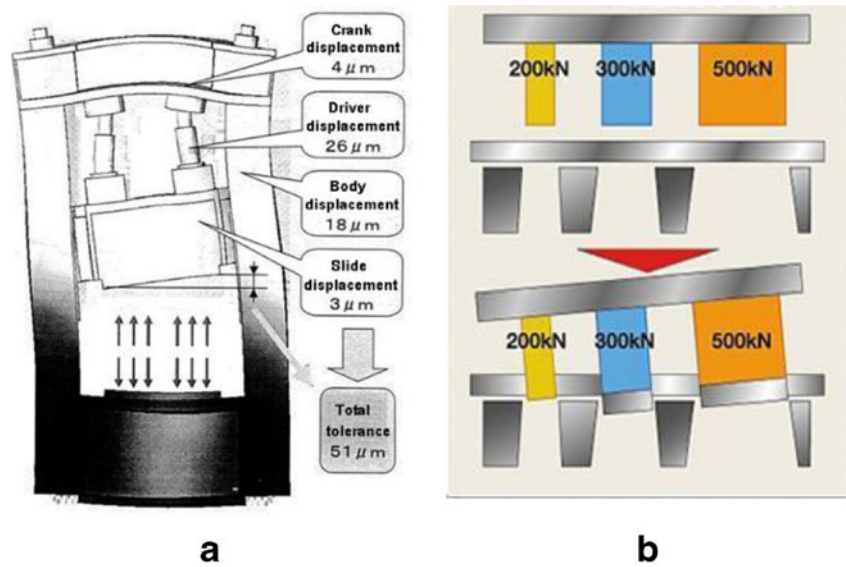 Crank
displacement
4 μm
Driver
displacement
26 μm
Body
displacement
18 μm
Slide
displacement
3 μm
Total
tolerance
51 μm
a
200kN 300kN 500kN
200kN 300kN 500kN
b